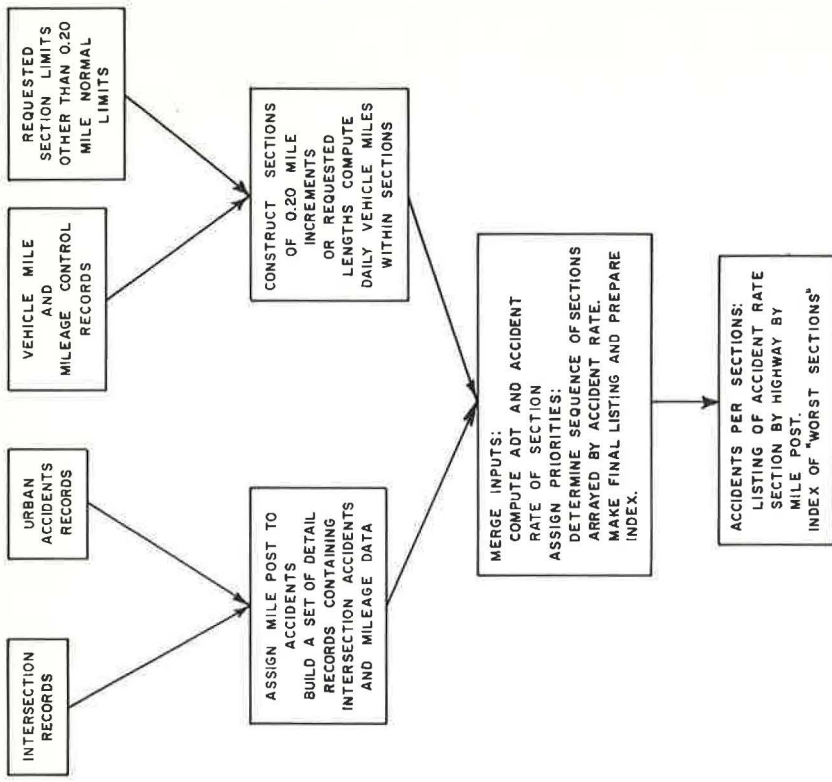 INTERSECTION
RECORDS
URBAN
ACCIDENTS
RECORDS
VEHICLE MILE
AND
MILEAGE CONTROL
RECORDS
REQUESTED
SECTION LIMITS
OTHER THAN 0.20
MILE NORMAL
LIMITS
ASSIGN MILE POST TO
ACCIDENTS
BUILD A SET OF DETAIL
RECORDS CONTAINING
INTERSECTION ACCIDENTS
AND MILEAGE DATA
CONSTRUCT SECTIONS
OF 0.20 MILE
INCREMENTS
OR REQUESTED
LENGTHS COMPUTE
DAILY VEHICLE MILES
WITHIN SECTIONS
MERGE INPUTS:
COMPUTE ADT AND ACCIDENT
RATE OF SECTION
ASSIGN PRIORITIES:
DETERMINE SEQUENCE OF SECTIONS
ARRAYED BY ACCIDENT RATE.
MAKE FINAL LISTING AND PREPARE
INDEX.
ACCIDENTS PER SECTIONS:
LISTING OF ACCIDENT RATE
SECTION BY HIGHWAY BY
MILE POST.
INDEX OF "WORST SECTIONS"